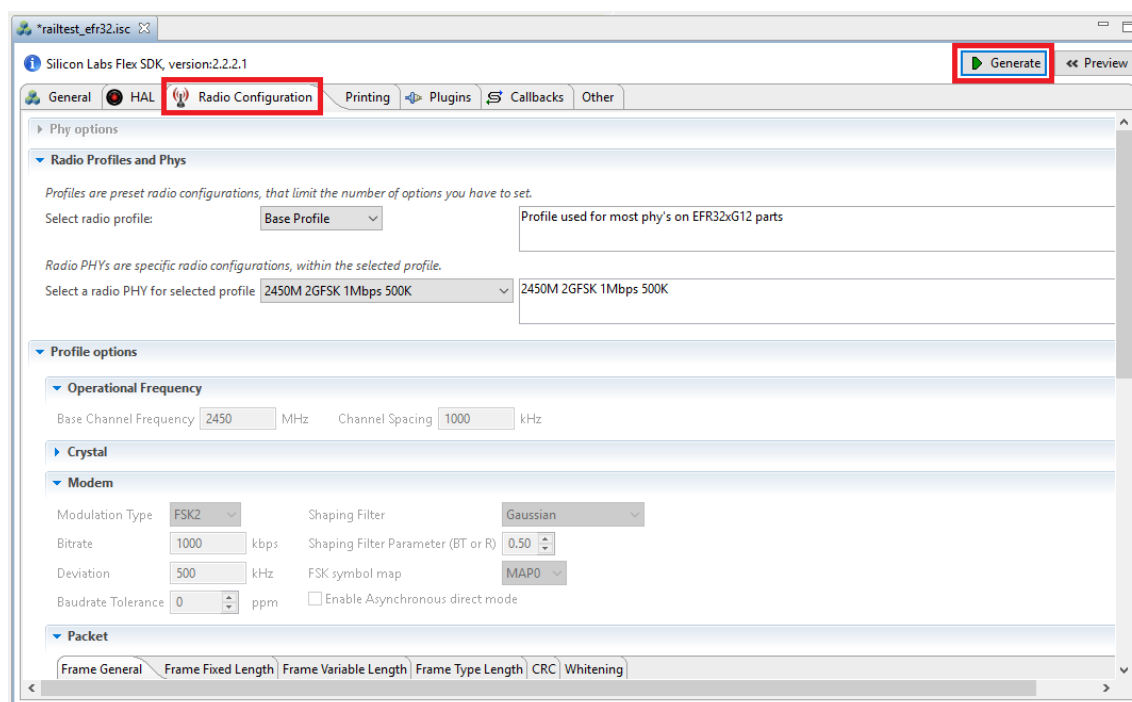 *railtest_efr32.isc
Silicon Labs Flex SDK, version:2.2.2.1 Generate << Preview
General HAL Radio Configuration Printing Plugins Callbacks Other
Phy options
Radio Profiles and Phys
Profiles are preset radio configurations, that limit the number of options you have to set.
Select radio profile: Base Profile Profile used for most phy's on EFR32xG12 parts
Radio PHYs are specific radio configurations, within the selected profile.
Select a radio PHY for selected profile 2450M 2GFSK 1Mbps 500K 2450M 2GFSK 1Mbps 500K
Profile options
Operational Frequency
Base Channel Frequency 2450 MHz Channel Spacing 1000 kHz
Crystal
Modem
Modulation Type FSK2 Shaping Filter Gaussian
Bitrate 1000 kbps Shaping Filter Parameter (BT or R) 0.50
Deviation 500 kHz FSK symbol map MAP0
Baudrate Tolerance 0 ppm Enable Asynchronous direct mode
Packet
Frame General Frame Fixed Length Frame Variable Length Frame Type Length CRC Whitening